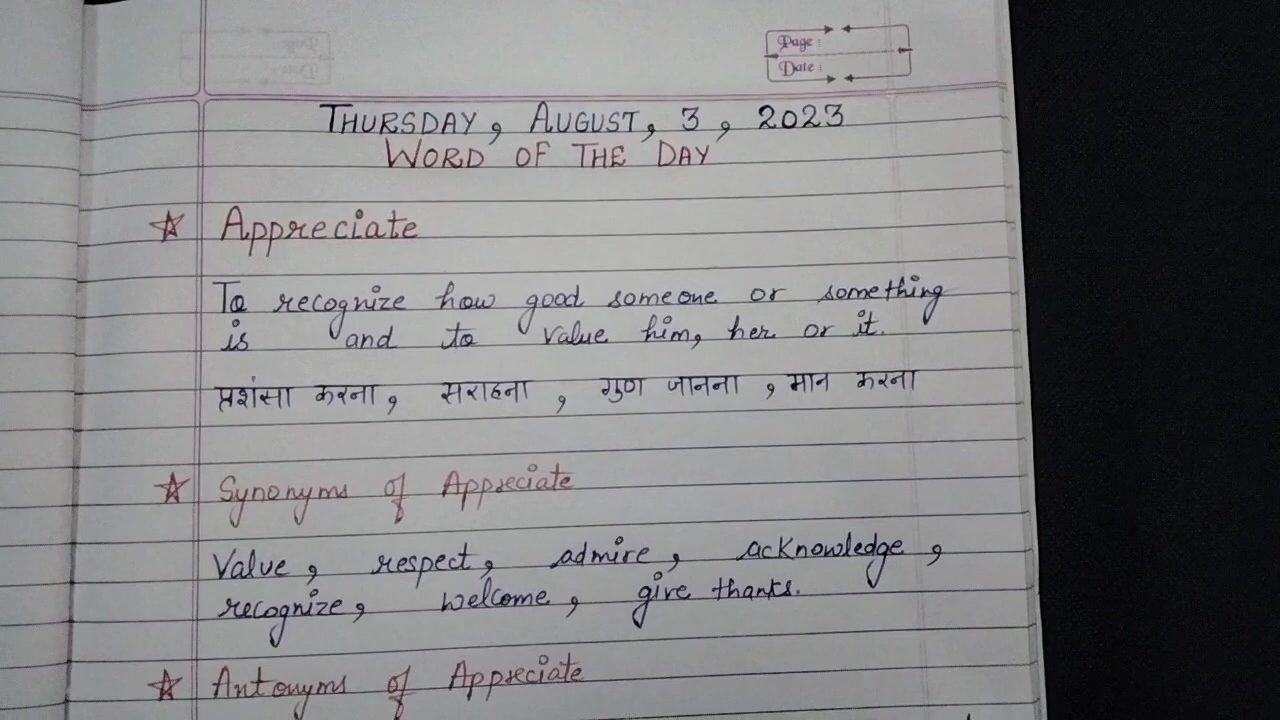 Page :
Date :
THURSDAY, AUGUST, 3, 2023
WORD OF THE DAY
☆ Appreciate
To recognize how good someone or something
is and to value him, her or it.
प्रशंसा करना, सराहना, गुण जानना, मान करना
☆ Synonyms of Appreciate
Value, respect, admire, acknowledge,
recognize, welcome, give thanks.
☆ Antonyms of Appreciate